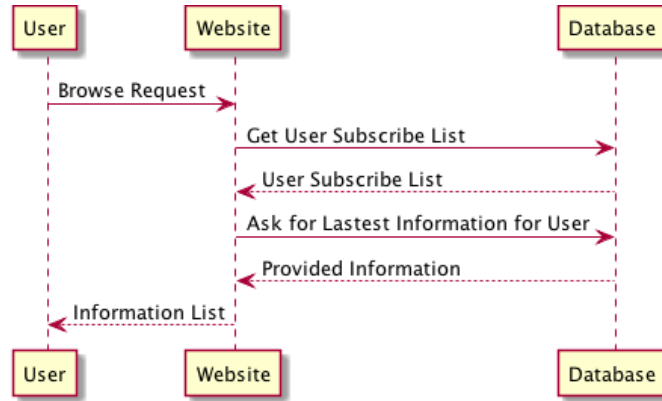 User Website Database
Browse Request
Get User Subscribe List
User Subscribe List
Ask for Lastest Information for User
Provided Information
Information List
User Website Database